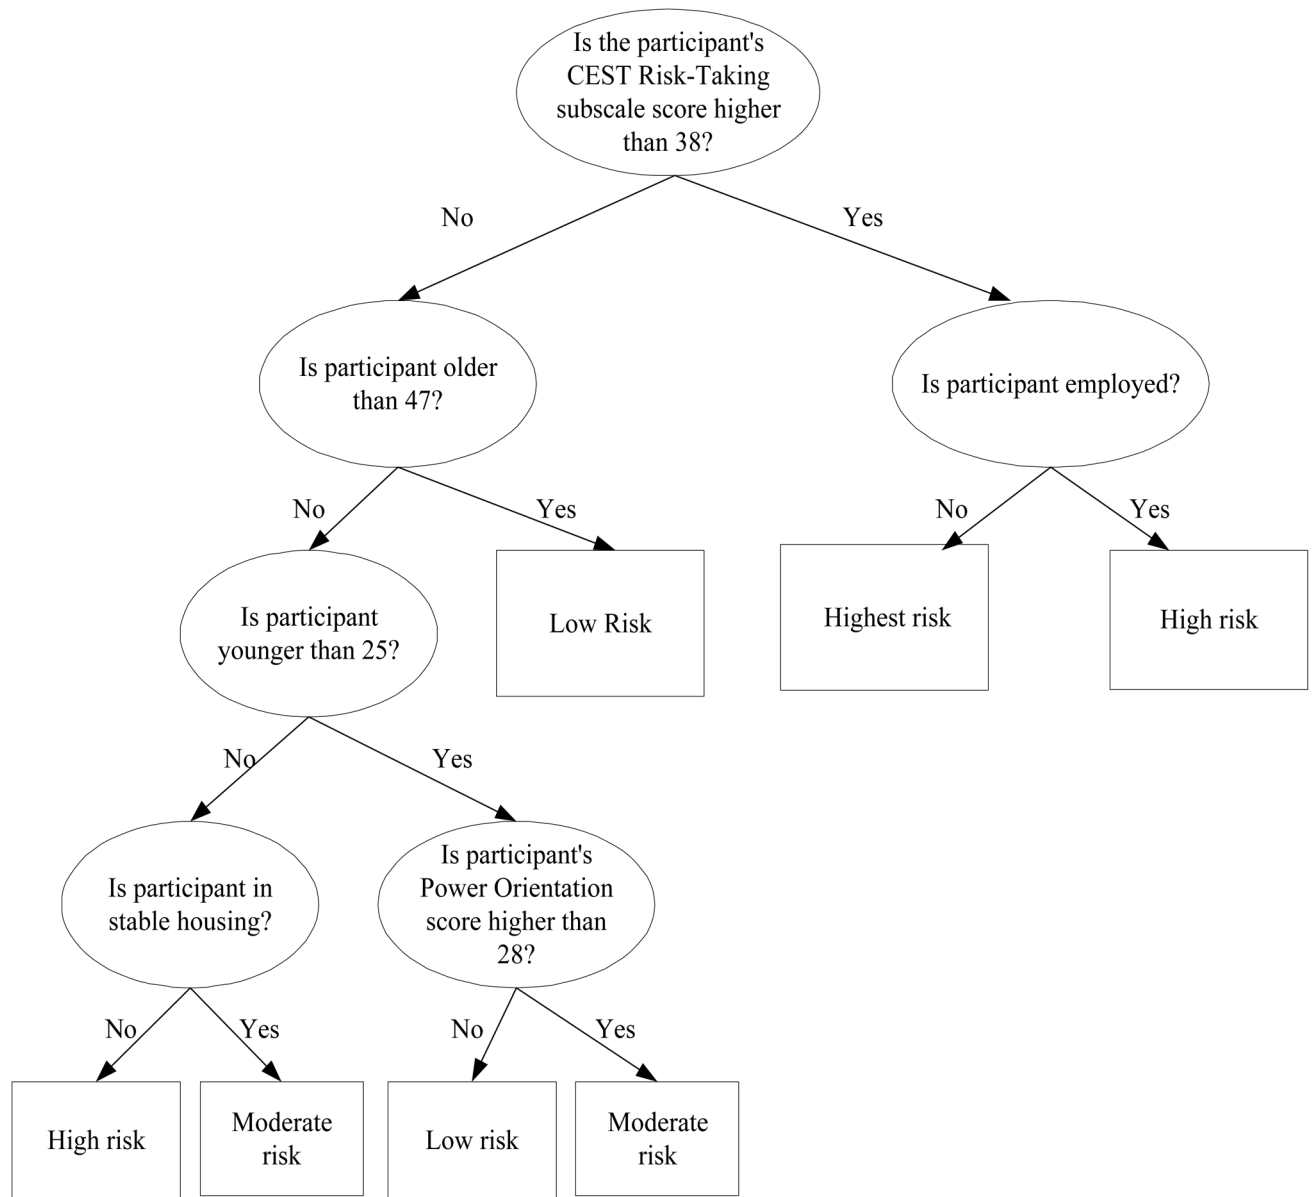 Is the participant's
CEST Risk-Taking
subscale score higher
than 38?
No
Yes
Is participant older
than 47?
Is participant employed?
No
Yes
No
Yes
Is participant
younger than 25?
Low Risk
Highest risk
High risk
No
Yes
Is participant in
stable housing?
Is participant's
Power Orientation
score higher than
28?
No
Yes
No
Yes
High risk
Moderate
risk
Low risk
Moderate
risk